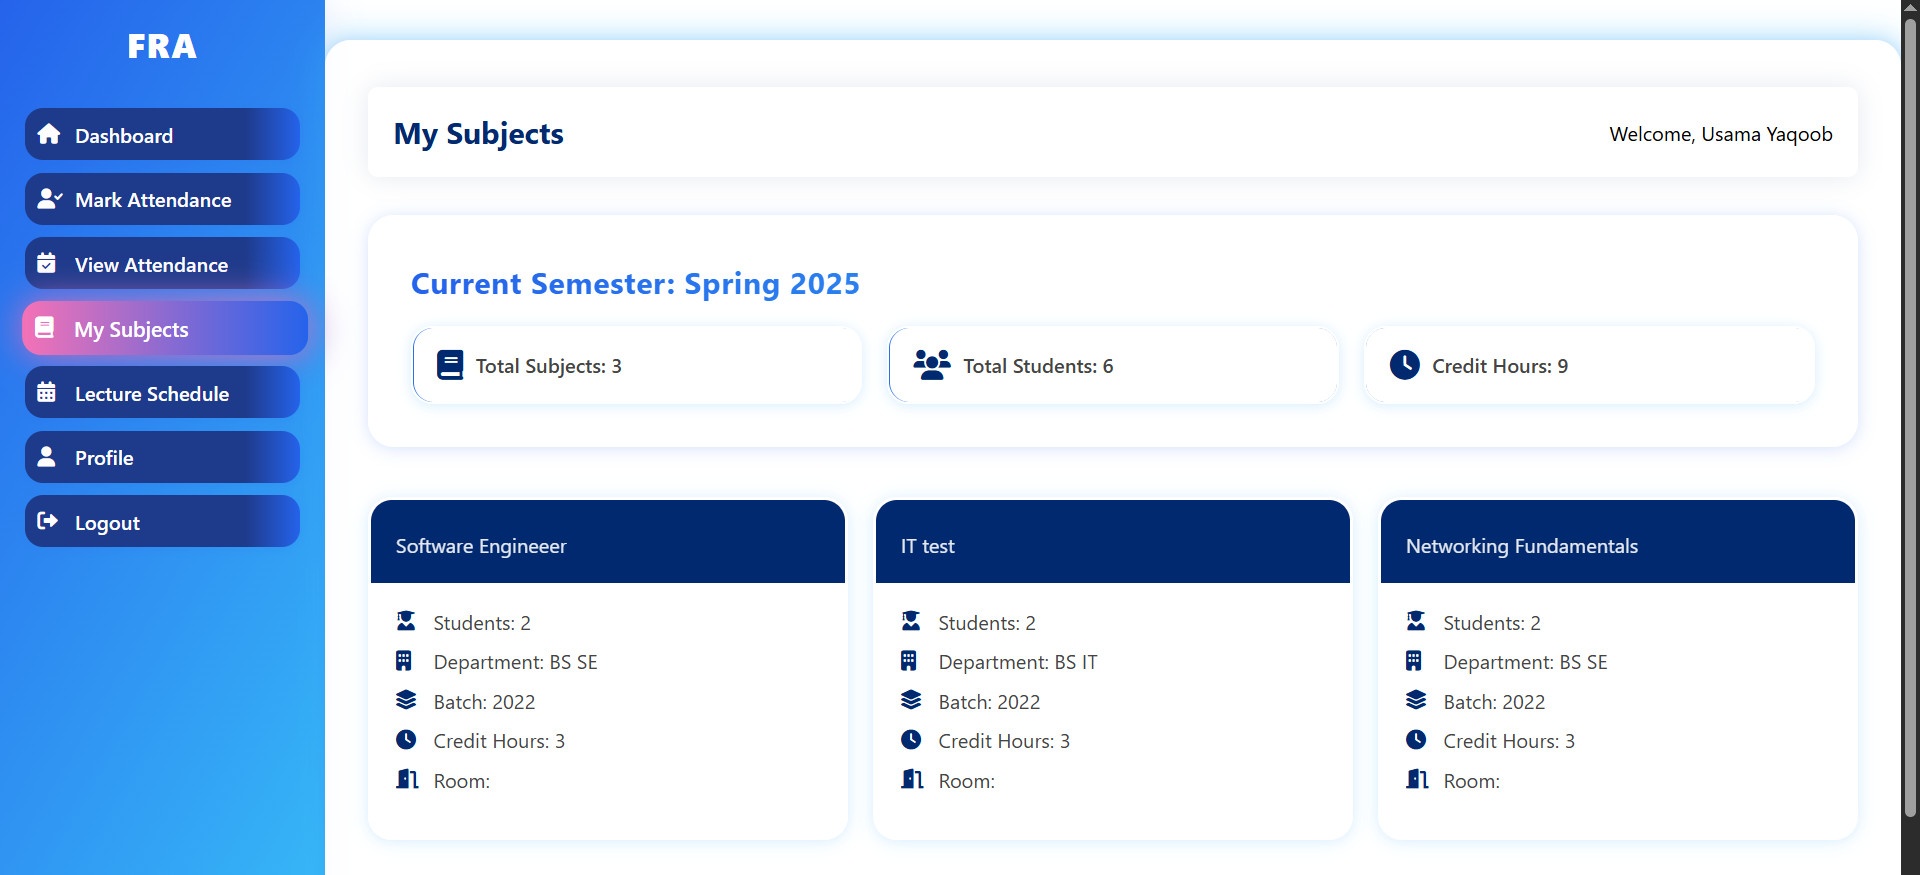 FRA
Dashboard
Mark Attendance
View Attendance
My Subjects
Lecture Schedule
Profile
Logout
My Subjects
Welcome, Usama Yaqoob
Current Semester: Spring 2025
Total Subjects: 3
Total Students: 6
Credit Hours: 9
Software Engineeer
Students: 2
Department: BS SE
Batch: 2022
Credit Hours: 3
Room:
IT test
Students: 2
Department: BS IT
Batch: 2022
Credit Hours: 3
Room:
Networking Fundamentals
Students: 2
Department: BS SE
Batch: 2022
Credit Hours: 3
Room: